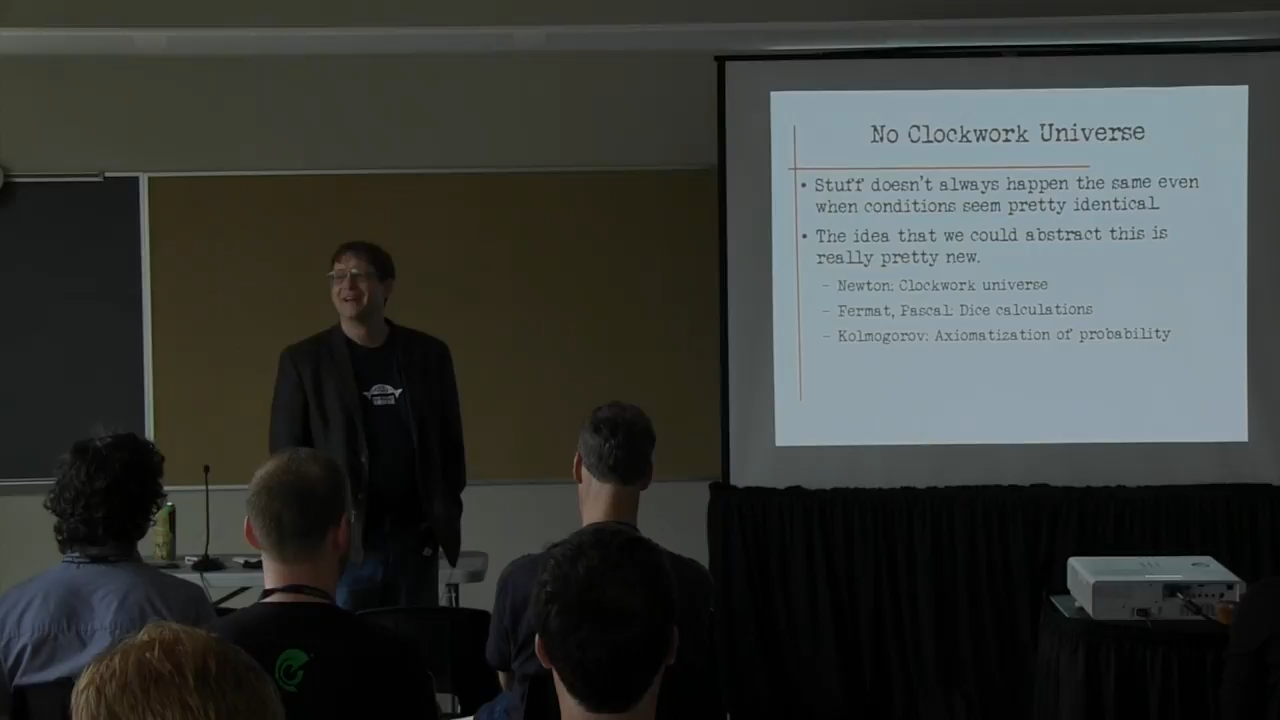 No Clockwork Universe
• Stuff doesn't always happen the same even
when conditions seem pretty identical
• The idea that we could abstract this is
really pretty new.
– Newton: Clockwork universe
– Fermat, Pascal: Dice calculations
– Kolmogorov: Axiomatization of probability